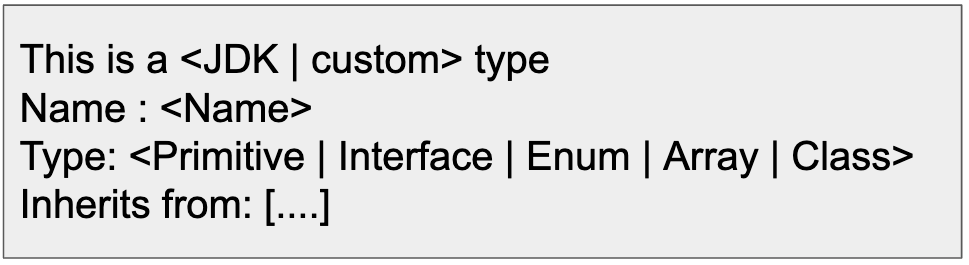 This is a <JDK | custom> type
Name : <Name>
Type: <Primitive | Interface | Enum | Array | Class>
Inherits from: [....]